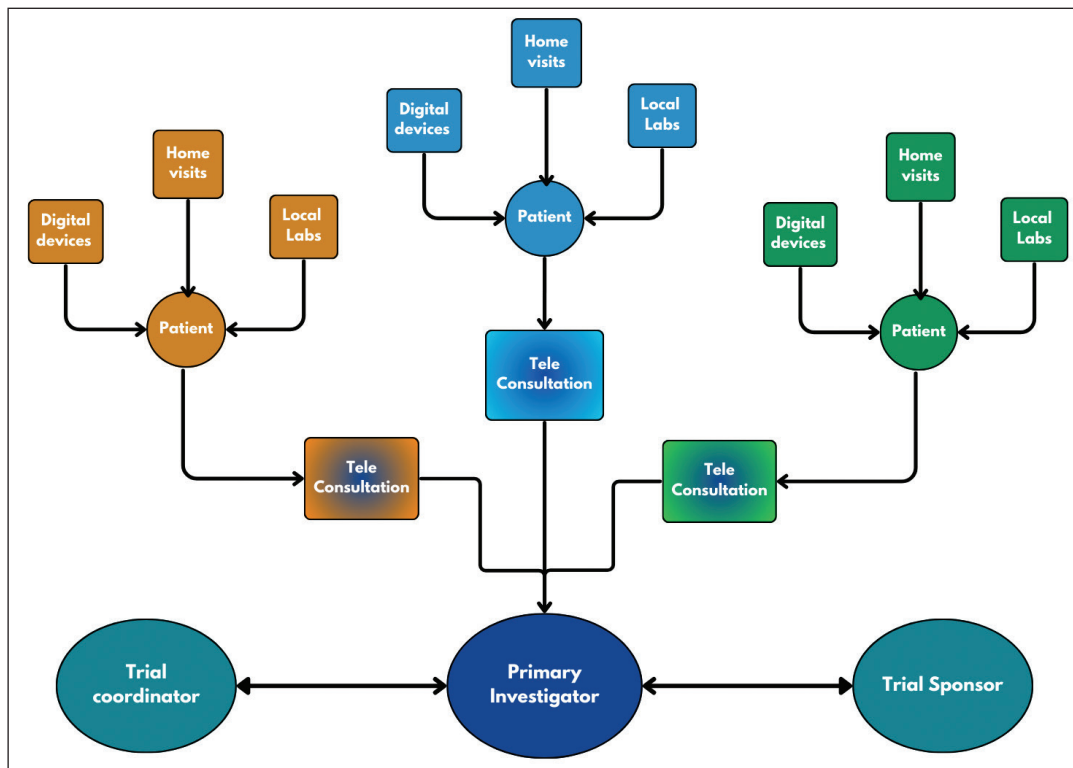 Home
visits
Digital
devices
Local
Labs
Patient
Home
visits
Digital
devices
Local
Labs
Patient
Home
visits
Digital
devices
Local
Labs
Patient
Tele
Consultation
Tele
Consultation
Tele
Consultation
Trial
coordinator
Primary
Investigator
Trial Sponsor